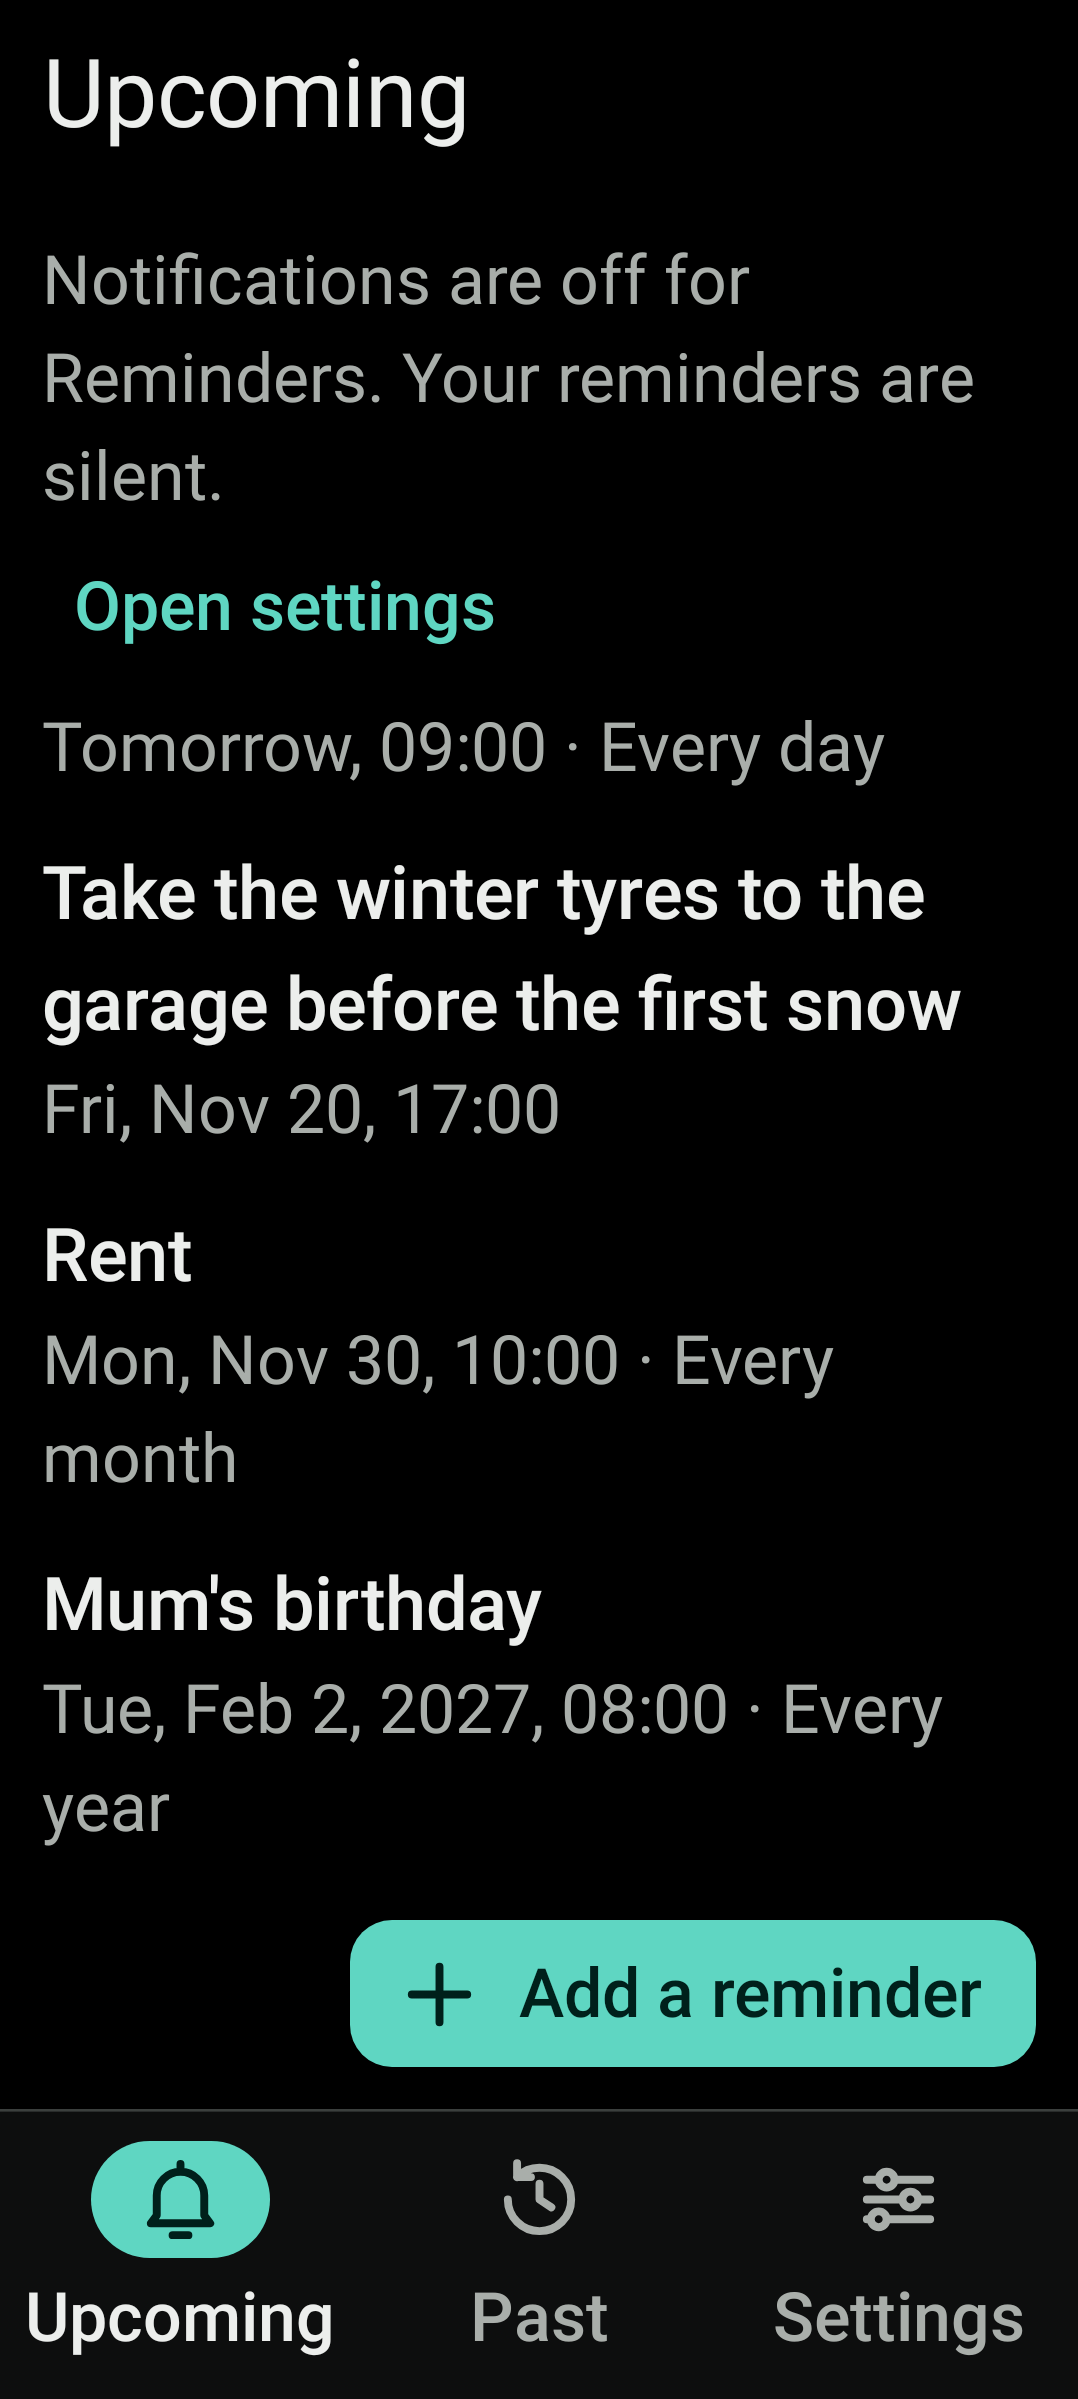 Upcoming
Notifications are off for
Reminders. Your reminders are
silent.
Open settings
Tomorrow, 09:00 · Every day
Take the winter tyres to the
garage before the first snow
Fri, Nov 20, 17:00
Rent
Mon, Nov 30, 10:00 · Every
month
Mum's birthday
Tue, Feb 2, 2027, 08:00 · Every
year
Add a reminder
Upcoming
Past
Settings